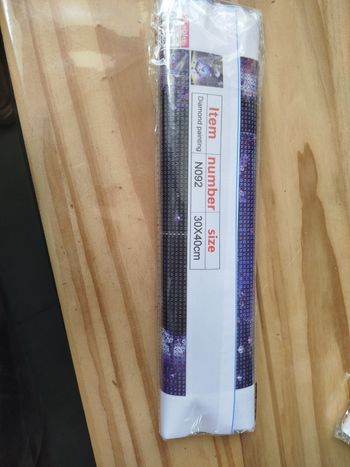 Item number size
Diamond painting N092 30X40cm